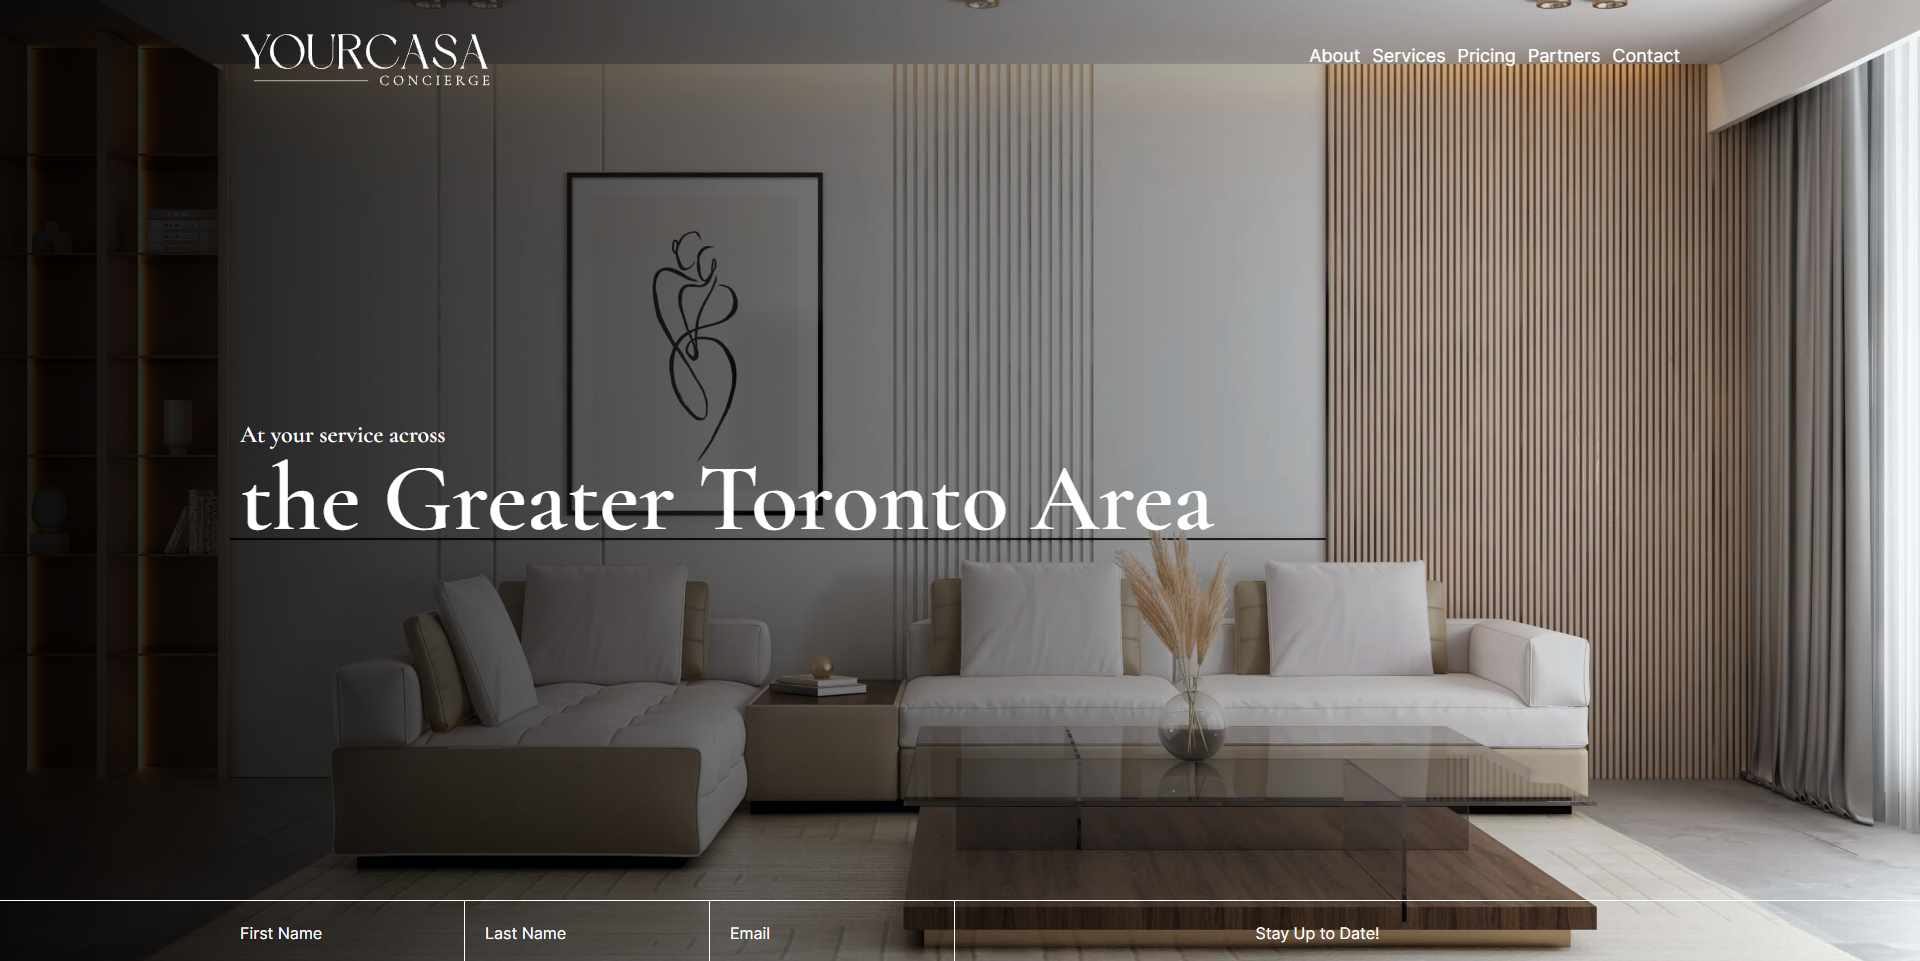 YOURCASA
CONCIERGE
About Services Pricing Partners Contact
At your service across
the Greater Toronto Area
First Name
Last Name
Email
Stay Up to Date!